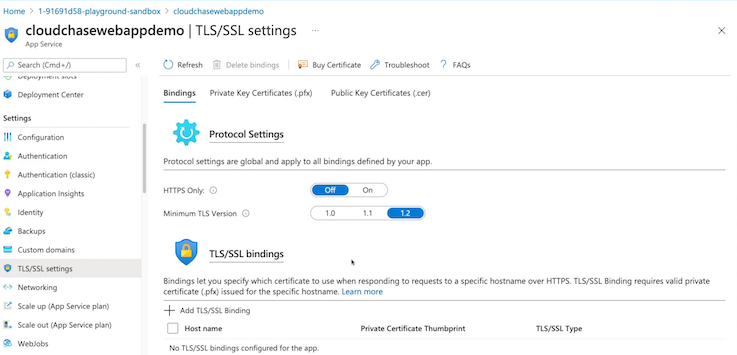 Home > 1-91691d58-playground-sandbox > cloudchasewebappdemo
cloudchasewebappdemo | TLS/SSL settings ...
App Service
Search (Cmd+/)
Refresh Delete bindings Buy Certificate Troubleshoot FAQs
Deployment slots
Deployment Center
Settings
Configuration
Authentication
Authentication (classic)
Application Insights
Identity
Backups
Custom domains
TLS/SSL settings
Networking
Scale up (App Service plan)
Scale out (App Service plan)
WebJobs
Bindings Private Key Certificates (.pfx) Public Key Certificates (.cer)
Protocol Settings
Protocol settings are global and apply to all bindings defined by your app.
HTTPS Only: Off On
Minimum TLS Version 1.0 1.1 1.2
TLS/SSL bindings
Bindings let you specify which certificate to use when responding to requests to a specific hostname over HTTPS. TLS/SSL Binding requires valid private
certificate (.pfx) issued for the specific hostname. Learn more
Add TLS/SSL Binding
Host name Private Certificate Thumbprint TLS/SSL Type
No TLS/SSL bindings configured for the app.